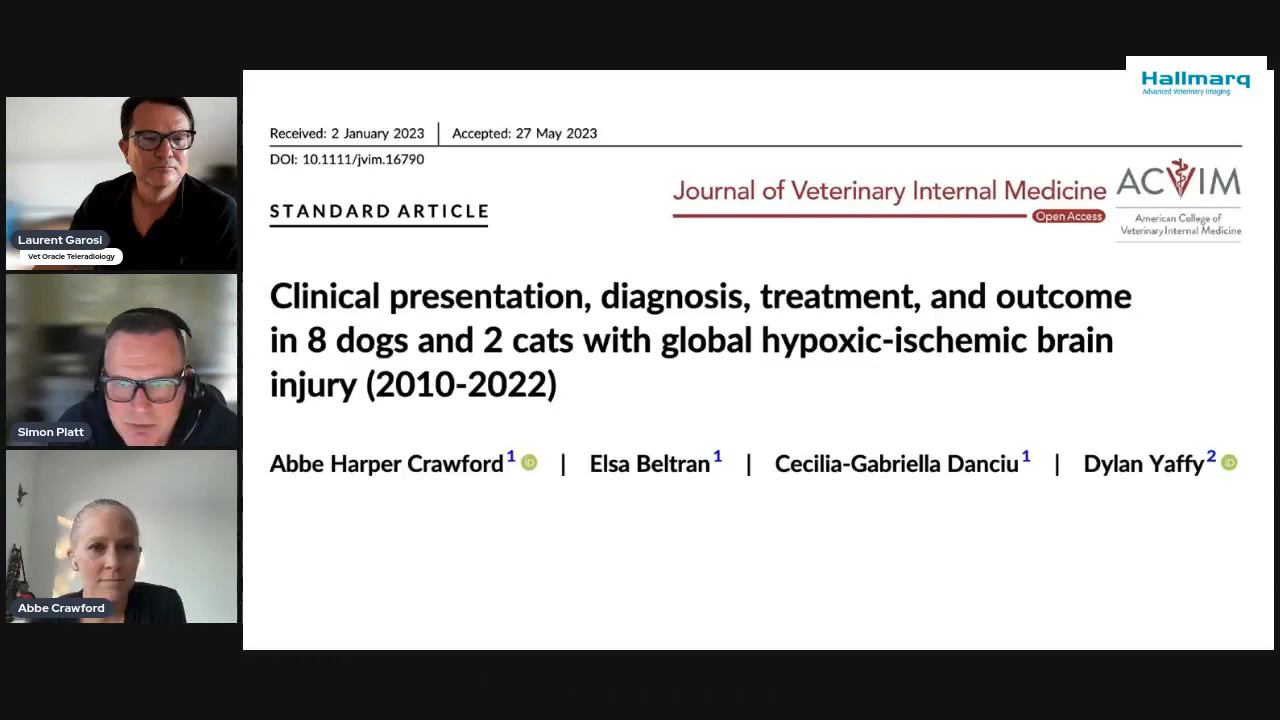 Hallmarq
Advanced Veterinary Imaging
Laurent Garosi
Vet Oracle Teleradiology
Simon Platt
Abbe Crawford
Received: 2 January 2023 | Accepted: 27 May 2023
DOI: 10.1111/jvim.16790
STANDARD ARTICLE
Journal of Veterinary Internal Medicine
Open Access
ACVIM
American College of
Veterinary Internal Medicine
Clinical presentation, diagnosis, treatment, and outcome
in 8 dogs and 2 cats with global hypoxic-ischemic brain
injury (2010-2022)
Abbe Harper Crawford1 iD | Elsa Beltran1 | Cecilia-Gabriella Danciu1 | Dylan Yaffy2 iD